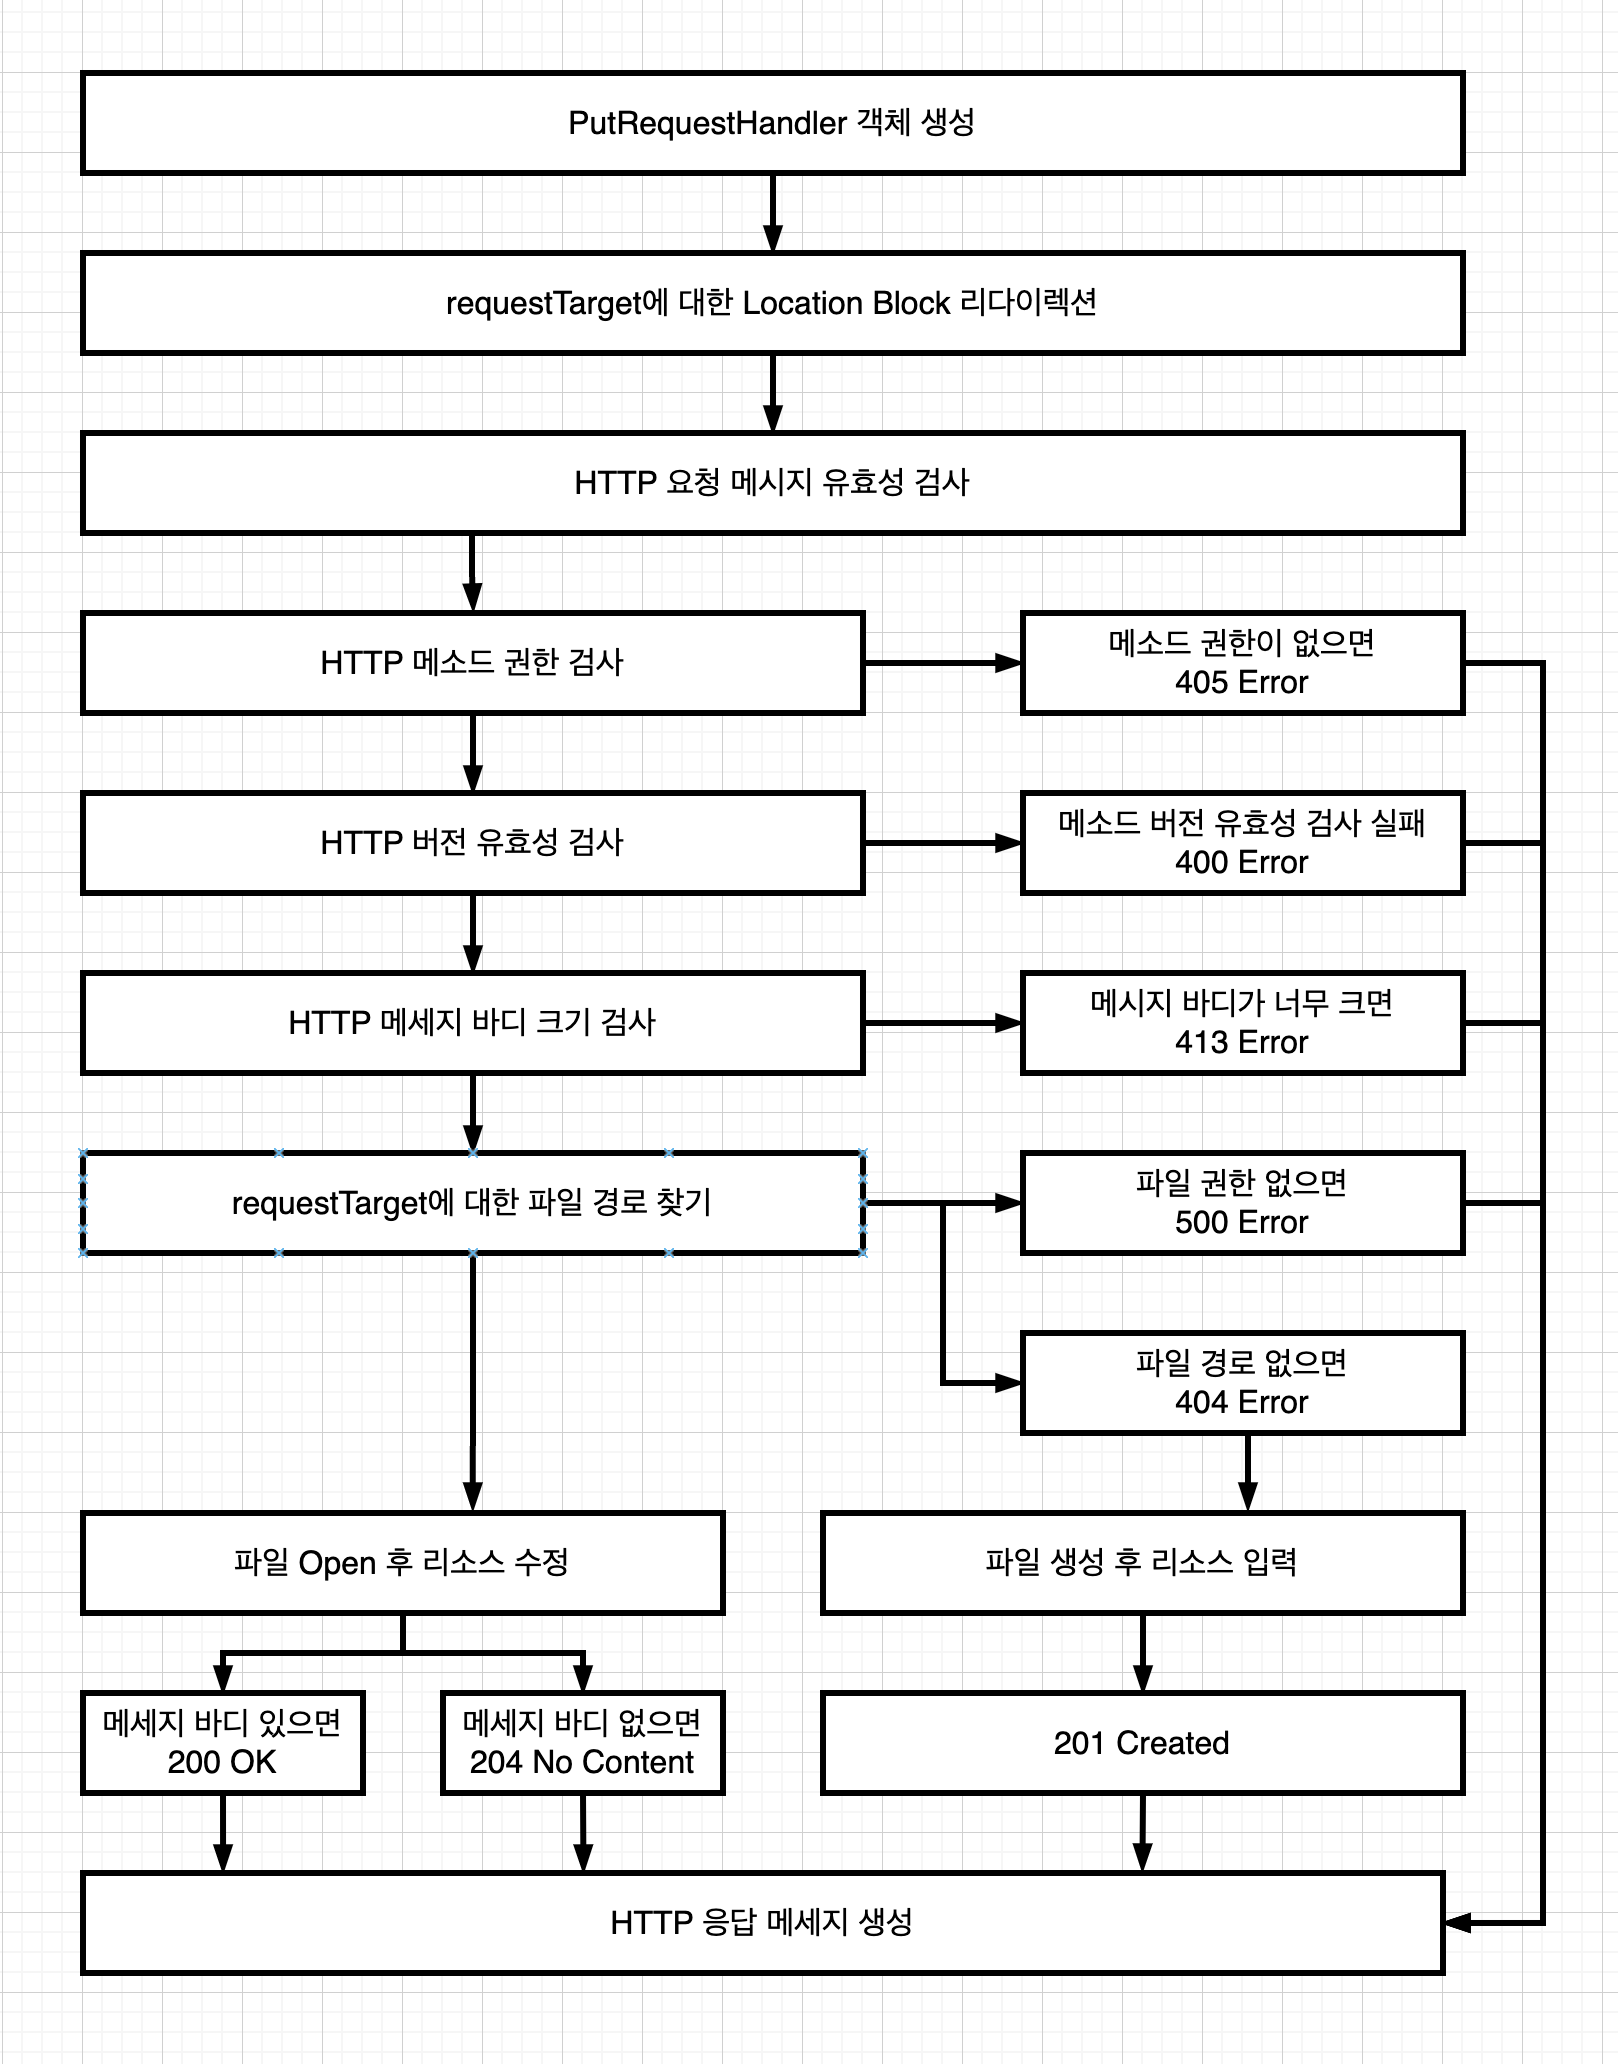 PutRequestHandler 객체 생성
requestTarget에 대한 Location Block 리다이렉션
HTTP 요청 메시지 유효성 검사
HTTP 메소드 권한 검사
메소드 권한이 없으면
405 Error
HTTP 버전 유효성 검사
메소드 버전 유효성 검사 실패
400 Error
HTTP 메세지 바디 크기 검사
메시지 바디가 너무 크면
413 Error
requestTarget에 대한 파일 경로 찾기
파일 권한 없으면
500 Error
파일 경로 없으면
404 Error
파일 Open 후 리소스 수정
파일 생성 후 리소스 입력
메세지 바디 있으면
200 OK
메세지 바디 없으면
204 No Content
201 Created
HTTP 응답 메세지 생성